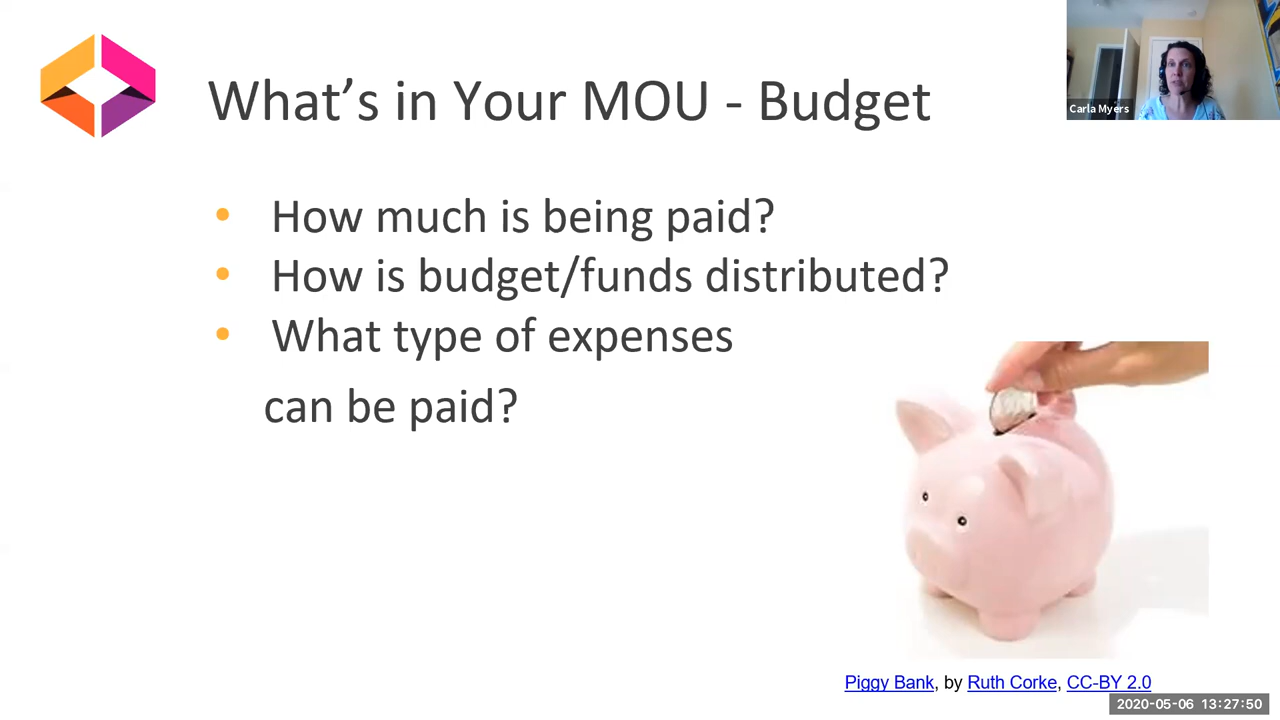 What's in Your MOU - Budget
Carla Myers
• How much is being paid?
• How is budget/funds distributed?
• What type of expenses
can be paid?
Piggy Bank, by Ruth Corke, CC-BY 2.0
2020-05-06 13:27:50